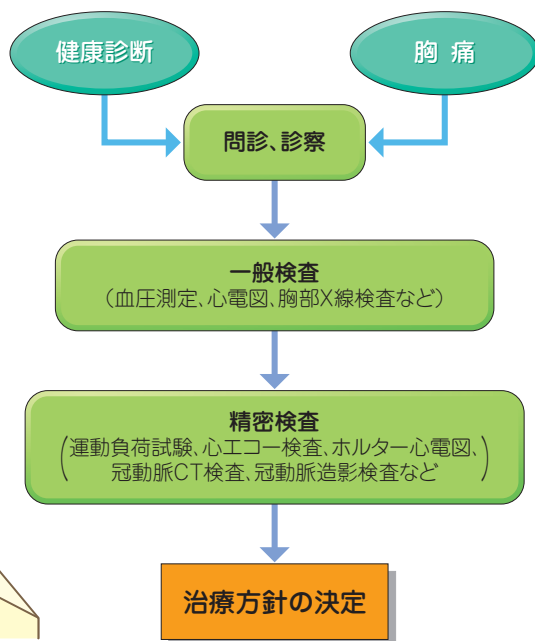 健康診断
胸 痛
問診、診察
一般検査
（血圧測定、心電図、胸部X線検査など）
精密検査
（運動負荷試験、心エコー検査、ホルター心電図、
冠動脈CT検査、冠動脈造影検査など）
治療方針の決定